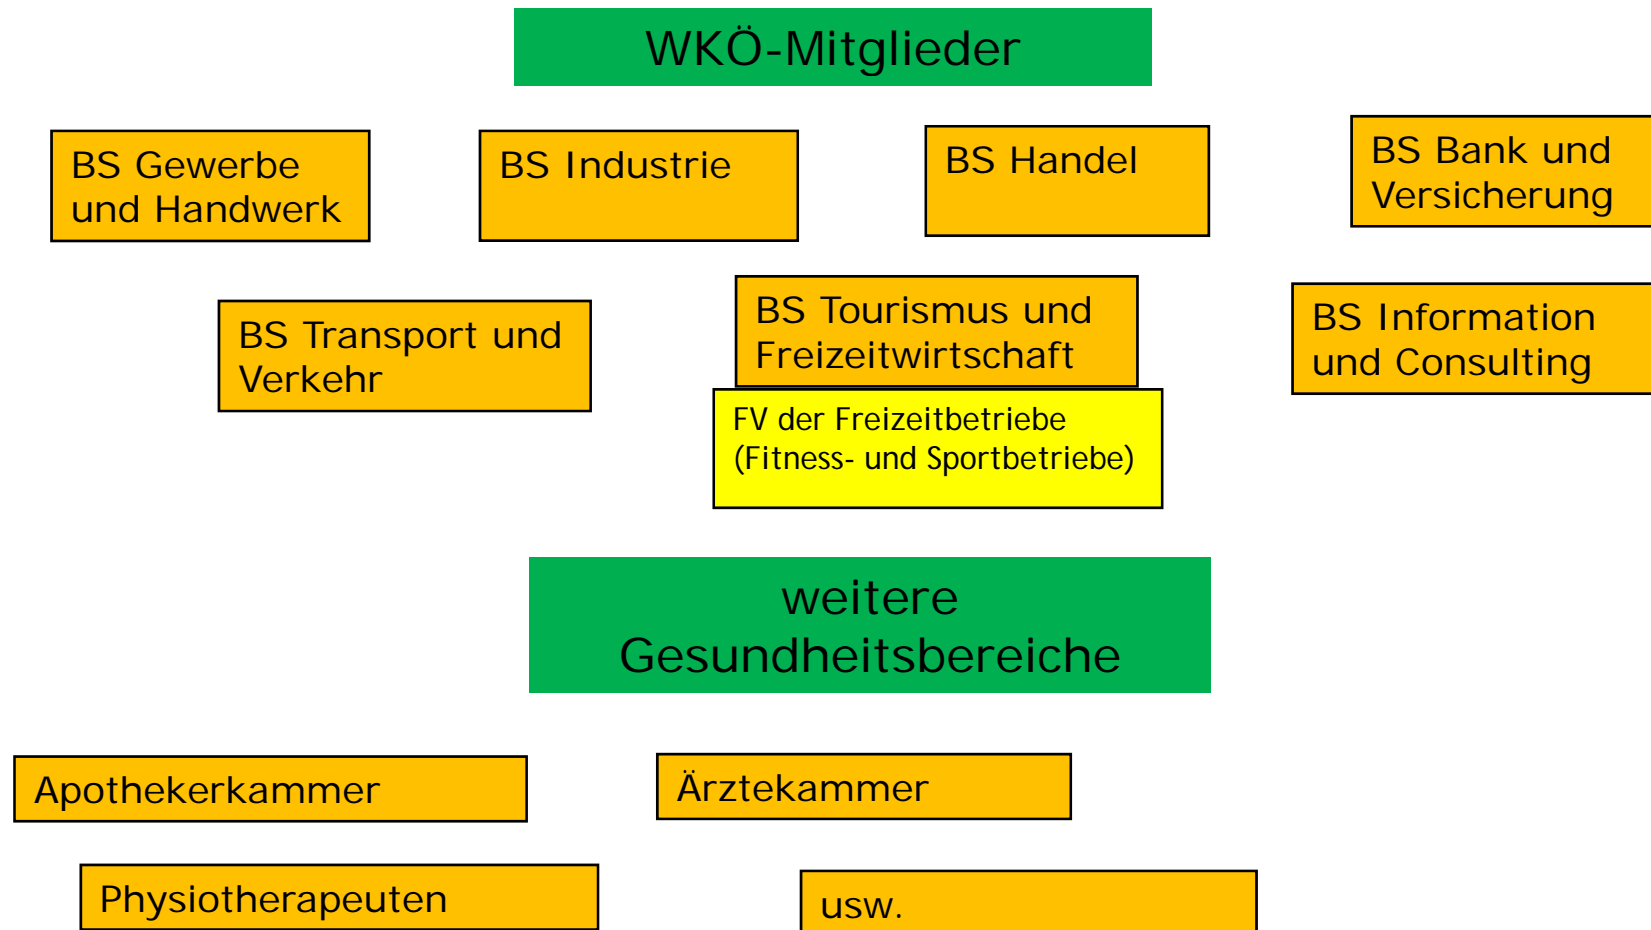 WKÖ-Mitglieder
BS Gewerbe
und Handwerk
BS Industrie
BS Handel
BS Bank und
Versicherung
BS Transport und
Verkehr
BS Tourismus und
Freizeitwirtschaft
BS Information
und Consulting
FV der Freizeitbetriebe
(Fitness- und Sportbetriebe)
weitere
Gesundheitsbereiche
Apothekerkammer
Ärztekammer
Physiotherapeuten
usw.